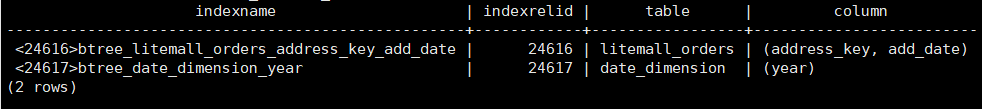 indexname | indexrelid | table | column
------------------------------------------------+------------+-----------------+---------------------------
<24616>btree_litemall_orders_address_key_add_date | 24616 | litemall_orders | (address_key, add_date)
<24617>btree_date_dimension_year | 24617 | date_dimension | (year)
(2 rows)